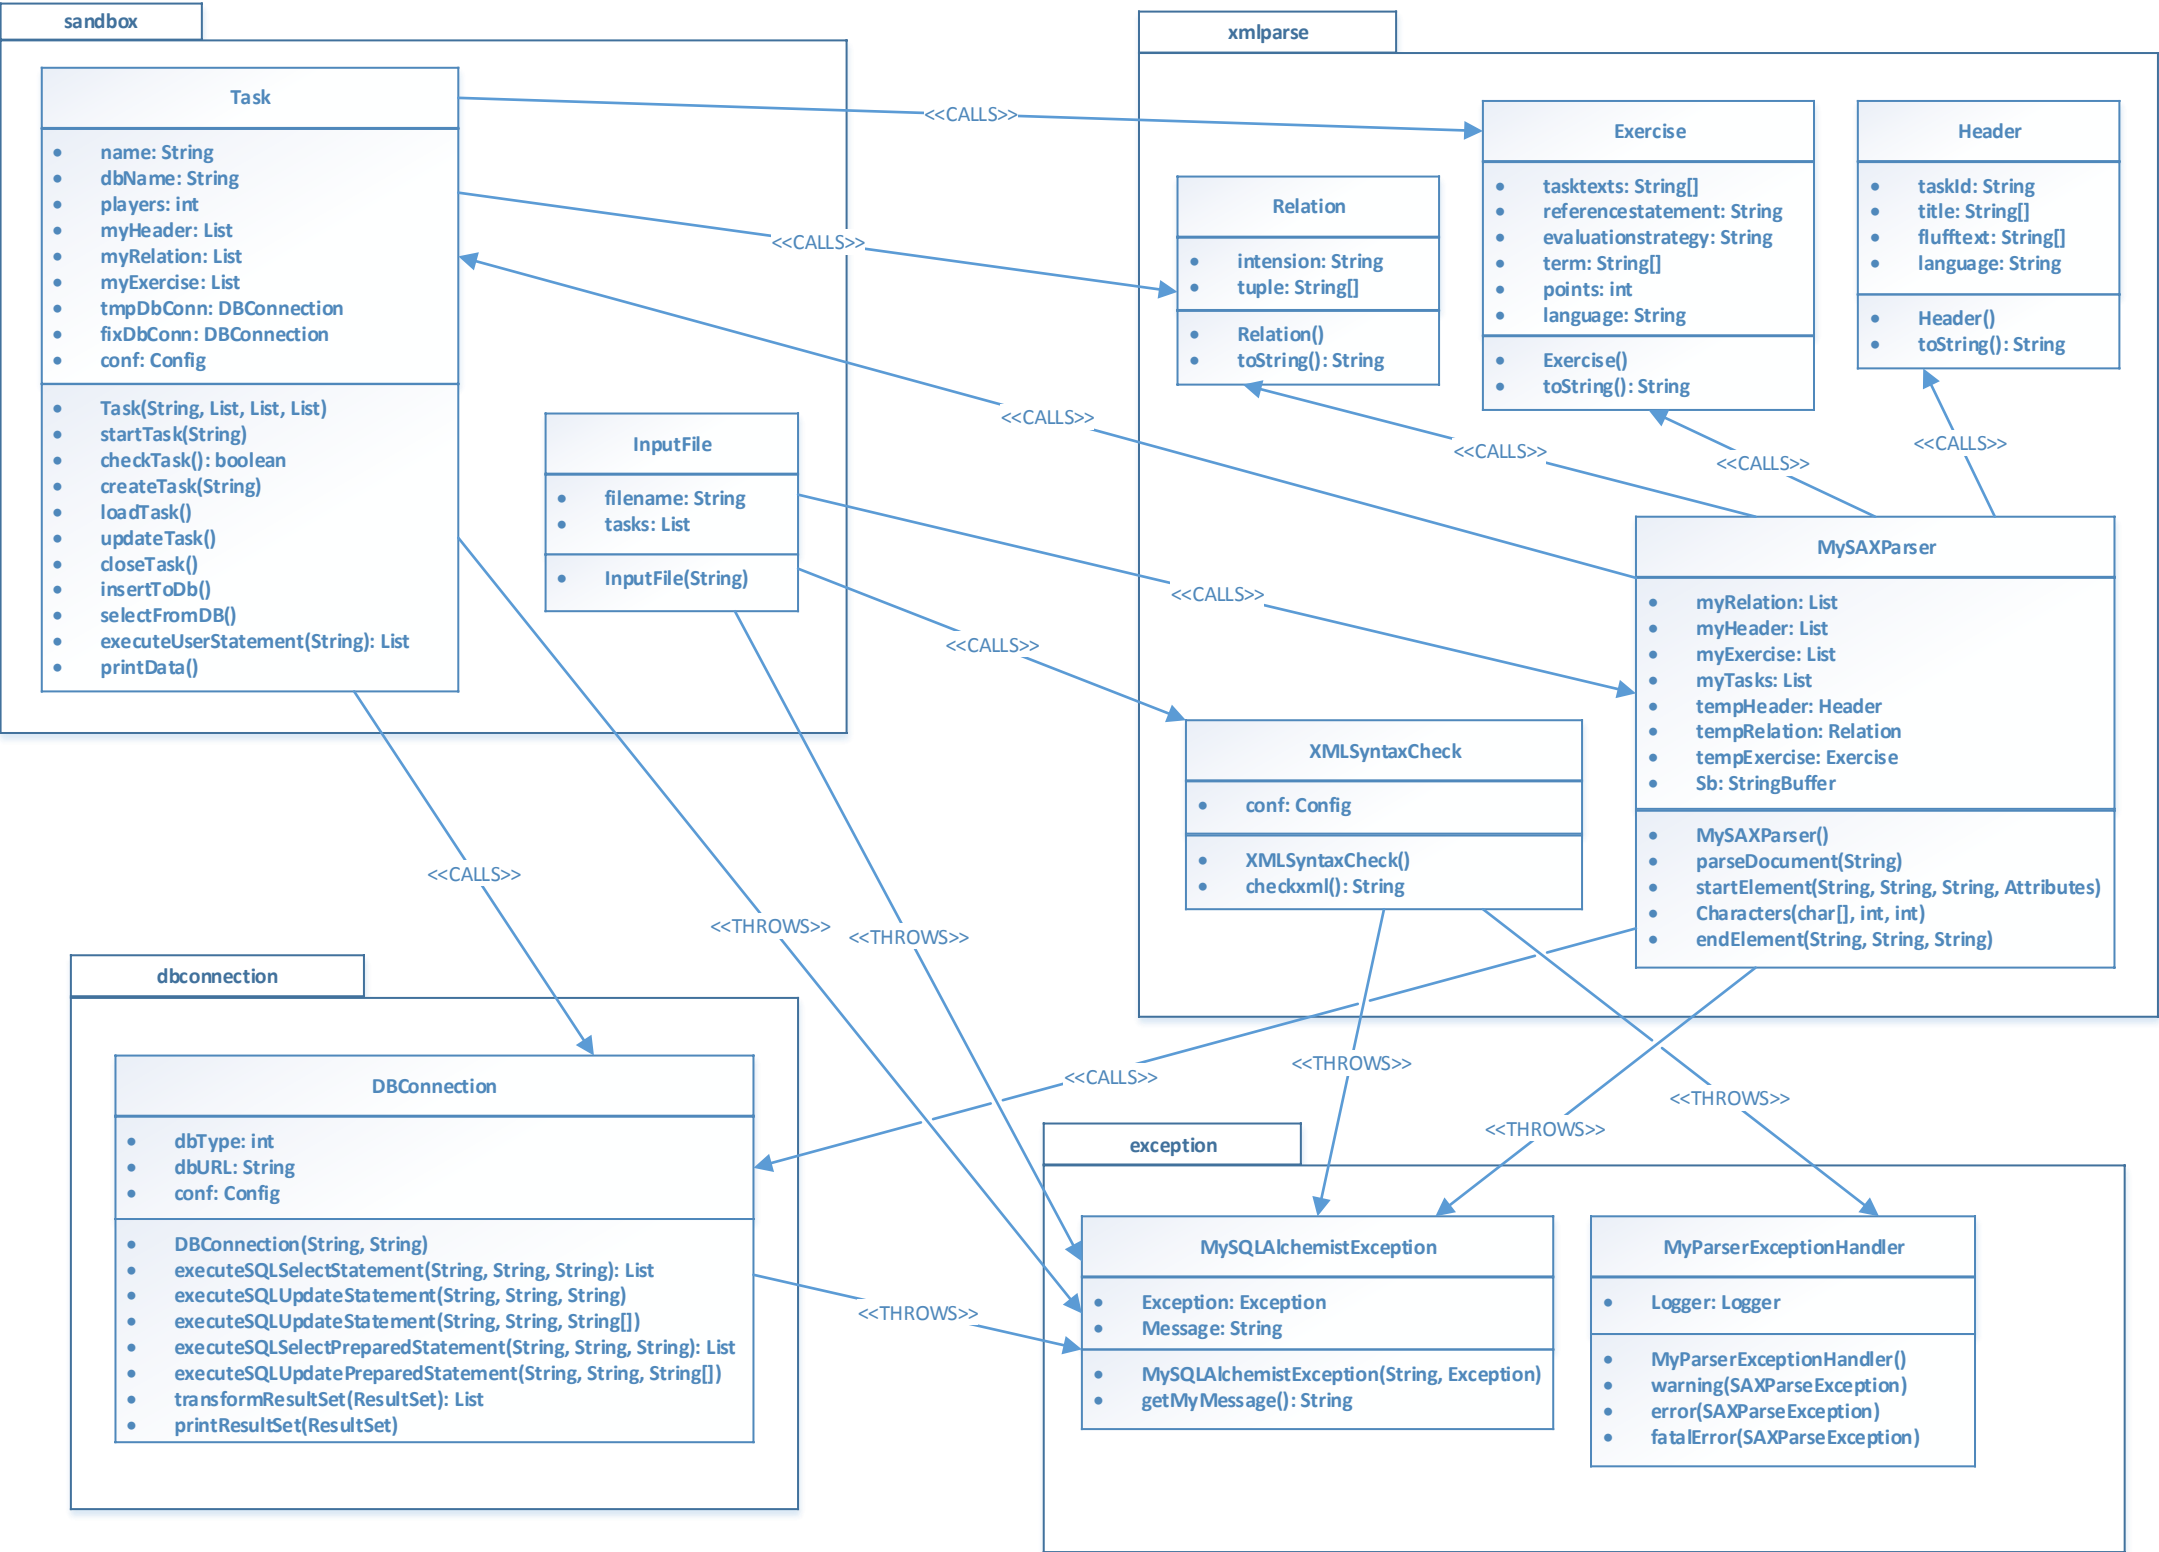 sandbox
Task
name: String
dbName: String
players: int
myHeader: List
myRelation: List
myExercise: List
tmpDbConn: DBConnection
fixDbConn: DBConnection
conf: Config
Task(String, List, List, List)
startTask(String)
checkTask(): boolean
createTask(String)
loadTask()
updateTask()
closeTask()
insertToDb()
selectFromDB()
executeUserStatement(String): List
printData()
InputFile
filename: String
tasks: List
InputFile(String)
xmlparse
Relation
intension: String
tuple: String[]
Relation()
toString(): String
Exercise
tasktexts: String[]
referencestatement: String
evaluationstrategy: String
term: String[]
points: int
language: String
Exercise()
toString(): String
Header
taskId: String
title: String[]
flufftext: String[]
language: String
Header()
toString(): String
MySAXParser
myRelation: List
myHeader: List
myExercise: List
myTasks: List
tempHeader: Header
tempRelation: Relation
tempExercise: Exercise
Sb: StringBuffer
MySAXParser()
parseDocument(String)
startElement(String, String, String, Attributes)
Characters(char[], int, int)
endElement(String, String, String)
XMLSyntaxCheck
conf: Config
XMLSyntaxCheck()
checkxml(): String
<<CALLS>>
<<CALLS>>
<<CALLS>>
<<CALLS>>
<<CALLS>>
<<CALLS>>
<<CALLS>>
<<CALLS>>
<<CALLS>>
<<THROWS>>
<<THROWS>>
<<CALLS>>
<<THROWS>>
<<THROWS>>
<<THROWS>>
<<THROWS>>
dbconnection
DBConnection
dbType: int
dbURL: String
conf: Config
DBConnection(String, String)
executeSQLSelectStatement(String, String, String): List
executeSQLUpdateStatement(String, String, String)
executeSQLUpdateStatement(String, String, String[])
executeSQLSelectPreparedStatement(String, String, String): List
executeSQLUpdatePreparedStatement(String, String, String[])
transformResultSet(ResultSet): List
printResultSet(ResultSet)
exception
MySQLAlchemistException
Exception: Exception
Message: String
MySQLAlchemistException(String, Exception)
getMyMessage(): String
MyParserExceptionHandler
Logger: Logger
MyParserExceptionHandler()
warning(SAXParseException)
error(SAXParseException)
fatalError(SAXParseException)